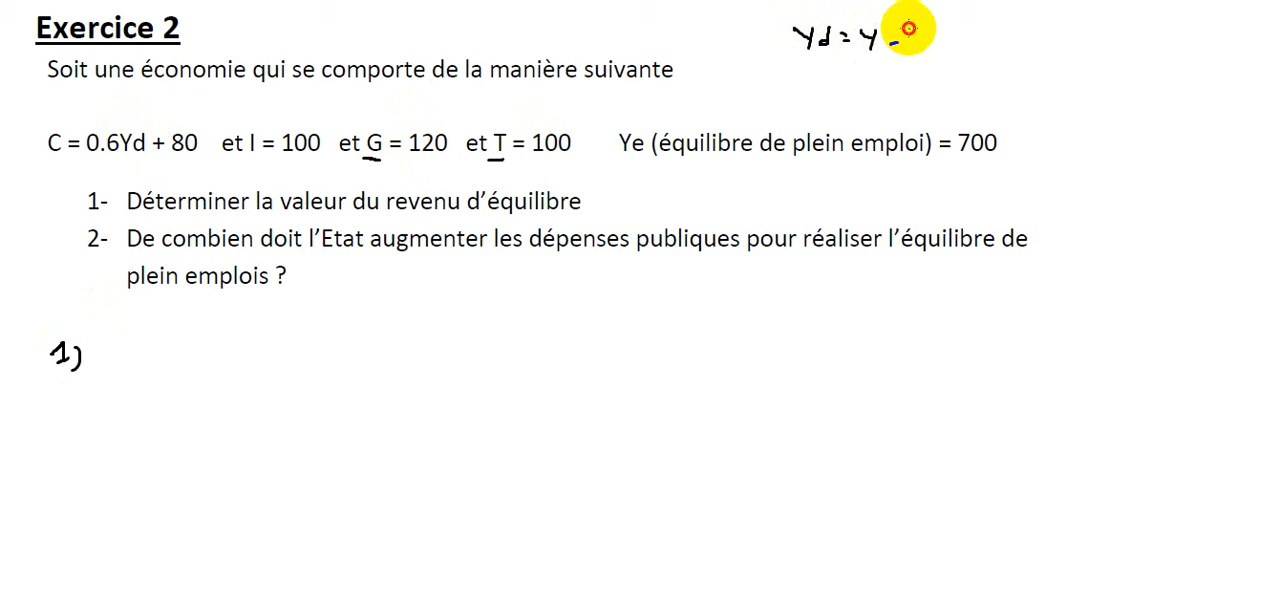 Exercice 2
Yd = Y -
Soit une économie qui se comporte de la manière suivante
C = 0.6Yd + 80 et I = 100 et G = 120 et T = 100 Ye (équilibre de plein emploi) = 700
1- Déterminer la valeur du revenu d’équilibre
2- De combien doit l’Etat augmenter les dépenses publiques pour réaliser l’équilibre de
plein emplois ?
1)